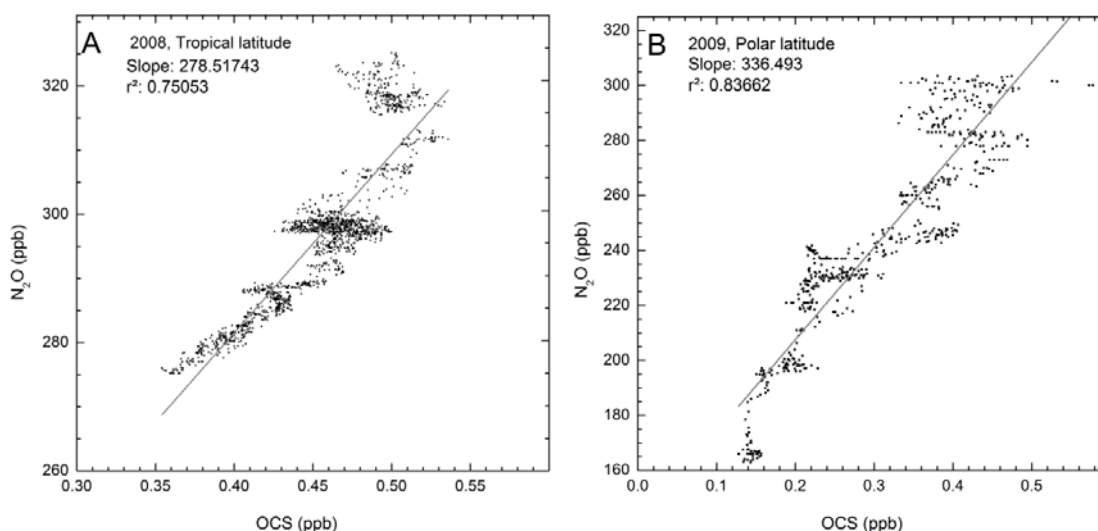 A
2008, Tropical latitude
Slope: 278.51743
r²: 0.75053
N₂O (ppb)
320
300
280
260
0.30
0.35
0.40
0.45
0.50
0.55
OCS (ppb)
B
2009, Polar latitude
Slope: 336.493
r²: 0.83662
N₂O (ppb)
320
300
280
260
240
220
200
180
160
0.0
0.1
0.2
0.3
0.4
0.5
OCS (ppb)